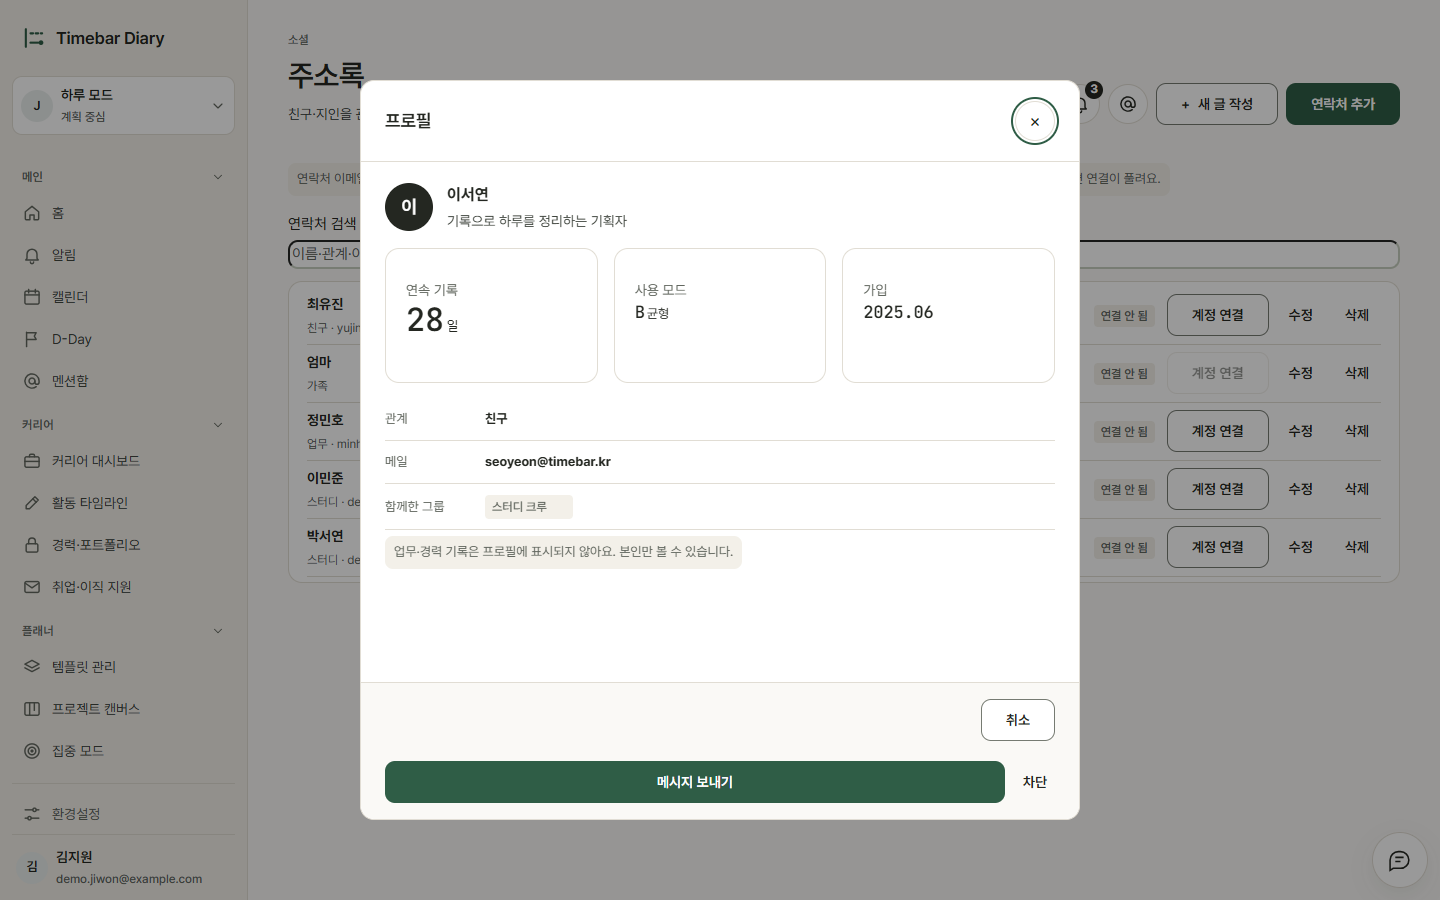 Timebar Diary
J
하루 모드
계획 중심
메인
홈
알림
캘린더
D-Day
멘션함
커리어
커리어 대시보드
활동 타임라인
경력·포트폴리오
취업·이직 지원
플래너
템플릿 관리
프로젝트 캔버스
집중 모드
환경설정
김
김지원
demo.jiwon@example.com
소셜
주소록
친구·지인을
3
+ 새 글 작성
연락처 추가
연락처 이메일
연결이 풀려요.
연락처 검색
이름·관계·이
최유진
친구 · yujin
연결 안 됨
계정 연결
수정
삭제
엄마
가족
연결 안 됨
계정 연결
수정
삭제
정민호
업무 · minh
연결 안 됨
계정 연결
수정
삭제
이민준
스터디 · de
연결 안 됨
계정 연결
수정
삭제
박서연
스터디 · de
연결 안 됨
계정 연결
수정
삭제
프로필
×
이
이서연
기록으로 하루를 정리하는 기획자
연속 기록
28일
사용 모드
B 균형
가입
2025.06
관계 친구
메일 seoyeon@timebar.kr
함께한 그룹 스터디 크루
업무·경력 기록은 프로필에 표시되지 않아요. 본인만 볼 수 있습니다.
취소
메시지 보내기
차단